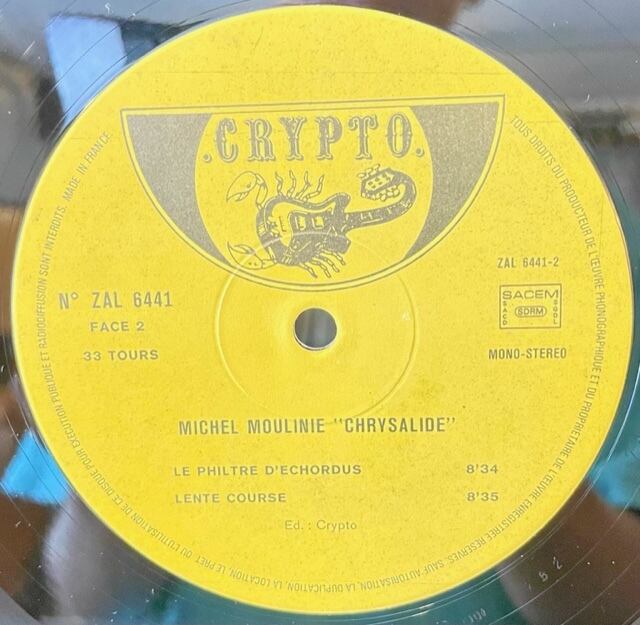 .CRYPTO.
ZAL 6441-2
N° ZAL 6441
FACE 2
33 TOURS
SACEM
SACD
SDRM
SGDL
MONO-STEREO
MICHEL MOULINIE "CHRYSALIDE"
LE PHILTRE D'ECHORDUS 8'34
LENTE COURSE 8'35
Ed. : Crypto
TOUS DROITS DU PRODUCTEUR DE L'ŒUVRE PHONOGRAPHIQUE ET DU PROPRIETAIRE DE L'ŒUVRE ENREGISTREE RESERVES. SAUF AUTORISATION, LA DUPLICATION, LA LOCATION, LE PRET OU L'UTILISATION DE CE DISQUE POUR EXECUTION PUBLIQUE ET RADIODIFFUSION SONT INTERDITS. MADE IN FRANCE.
B 2